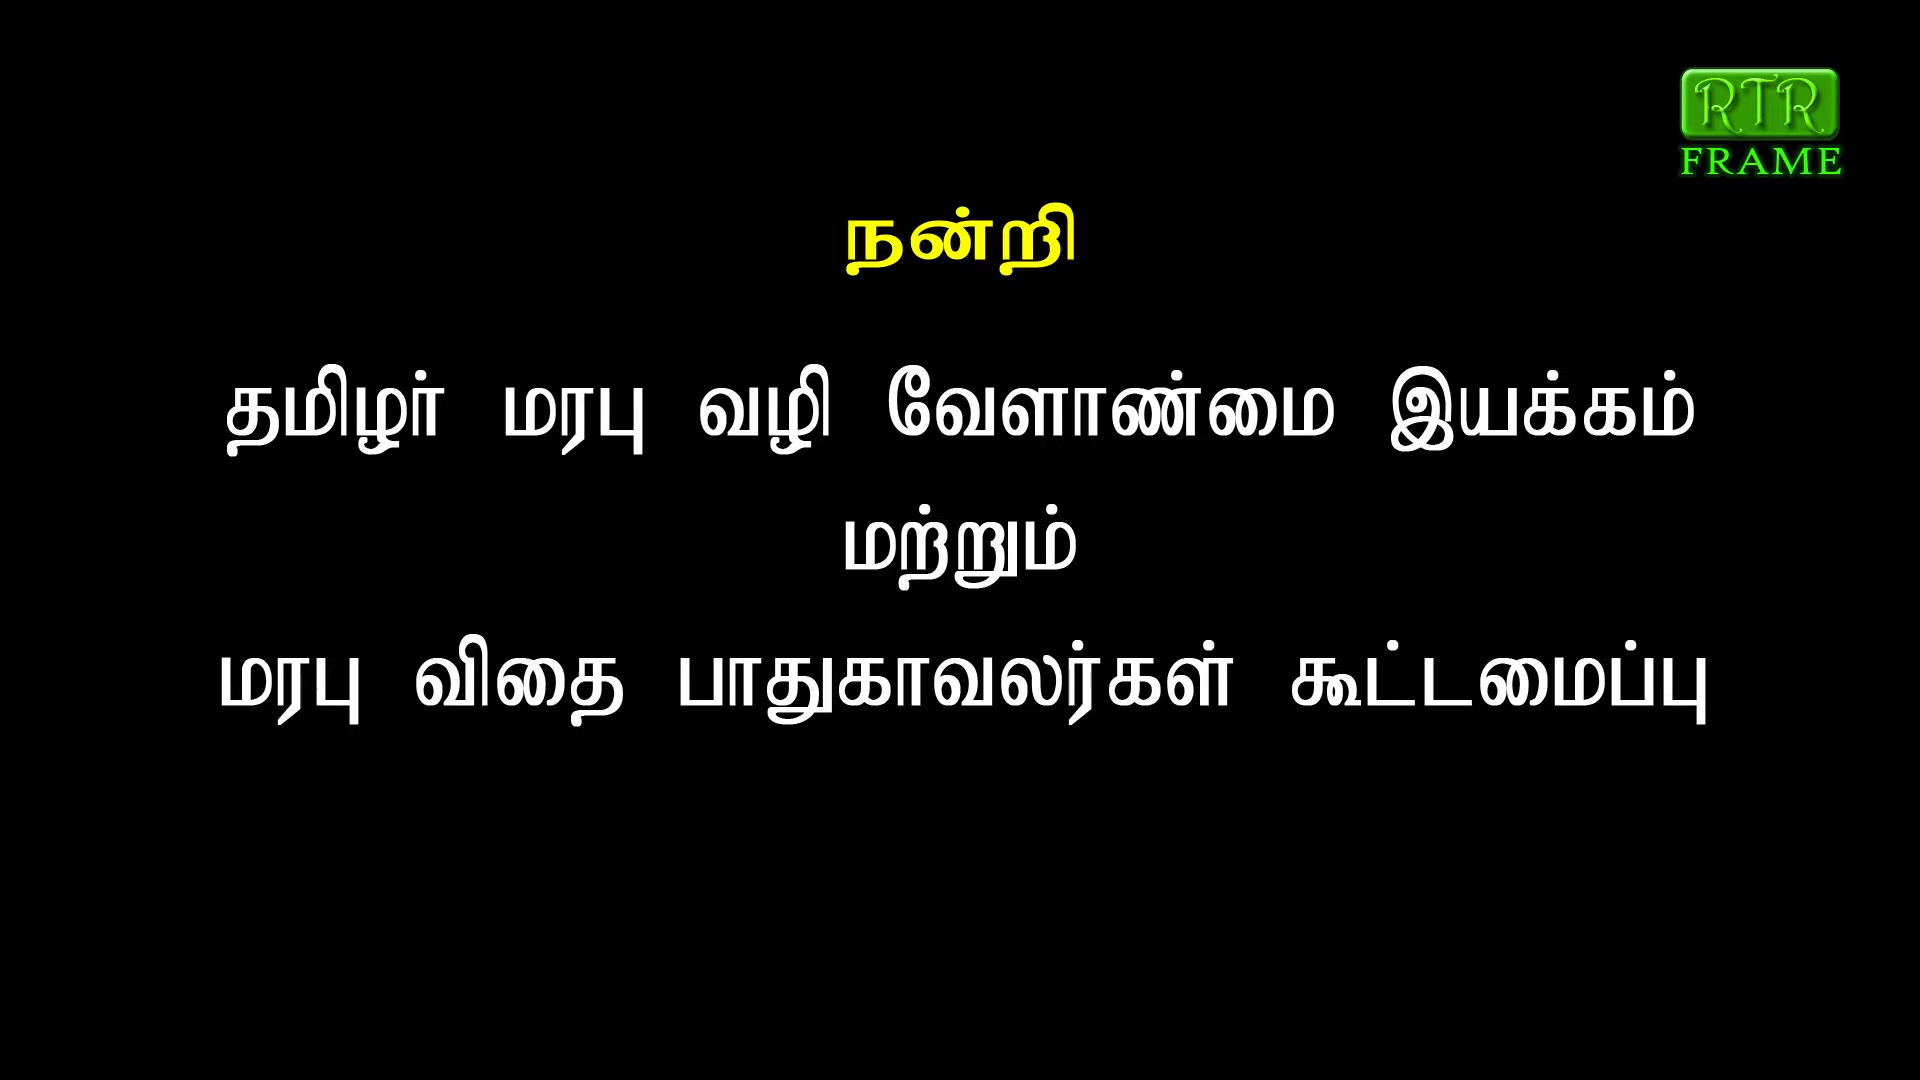 RTR
FRAME
நன்றி
தமிழர் மரபு வழி வேளாண்மை இயக்கம்
மற்றும்
மரபு விதை பாதுகாவலர்கள் கூட்டமைப்பு